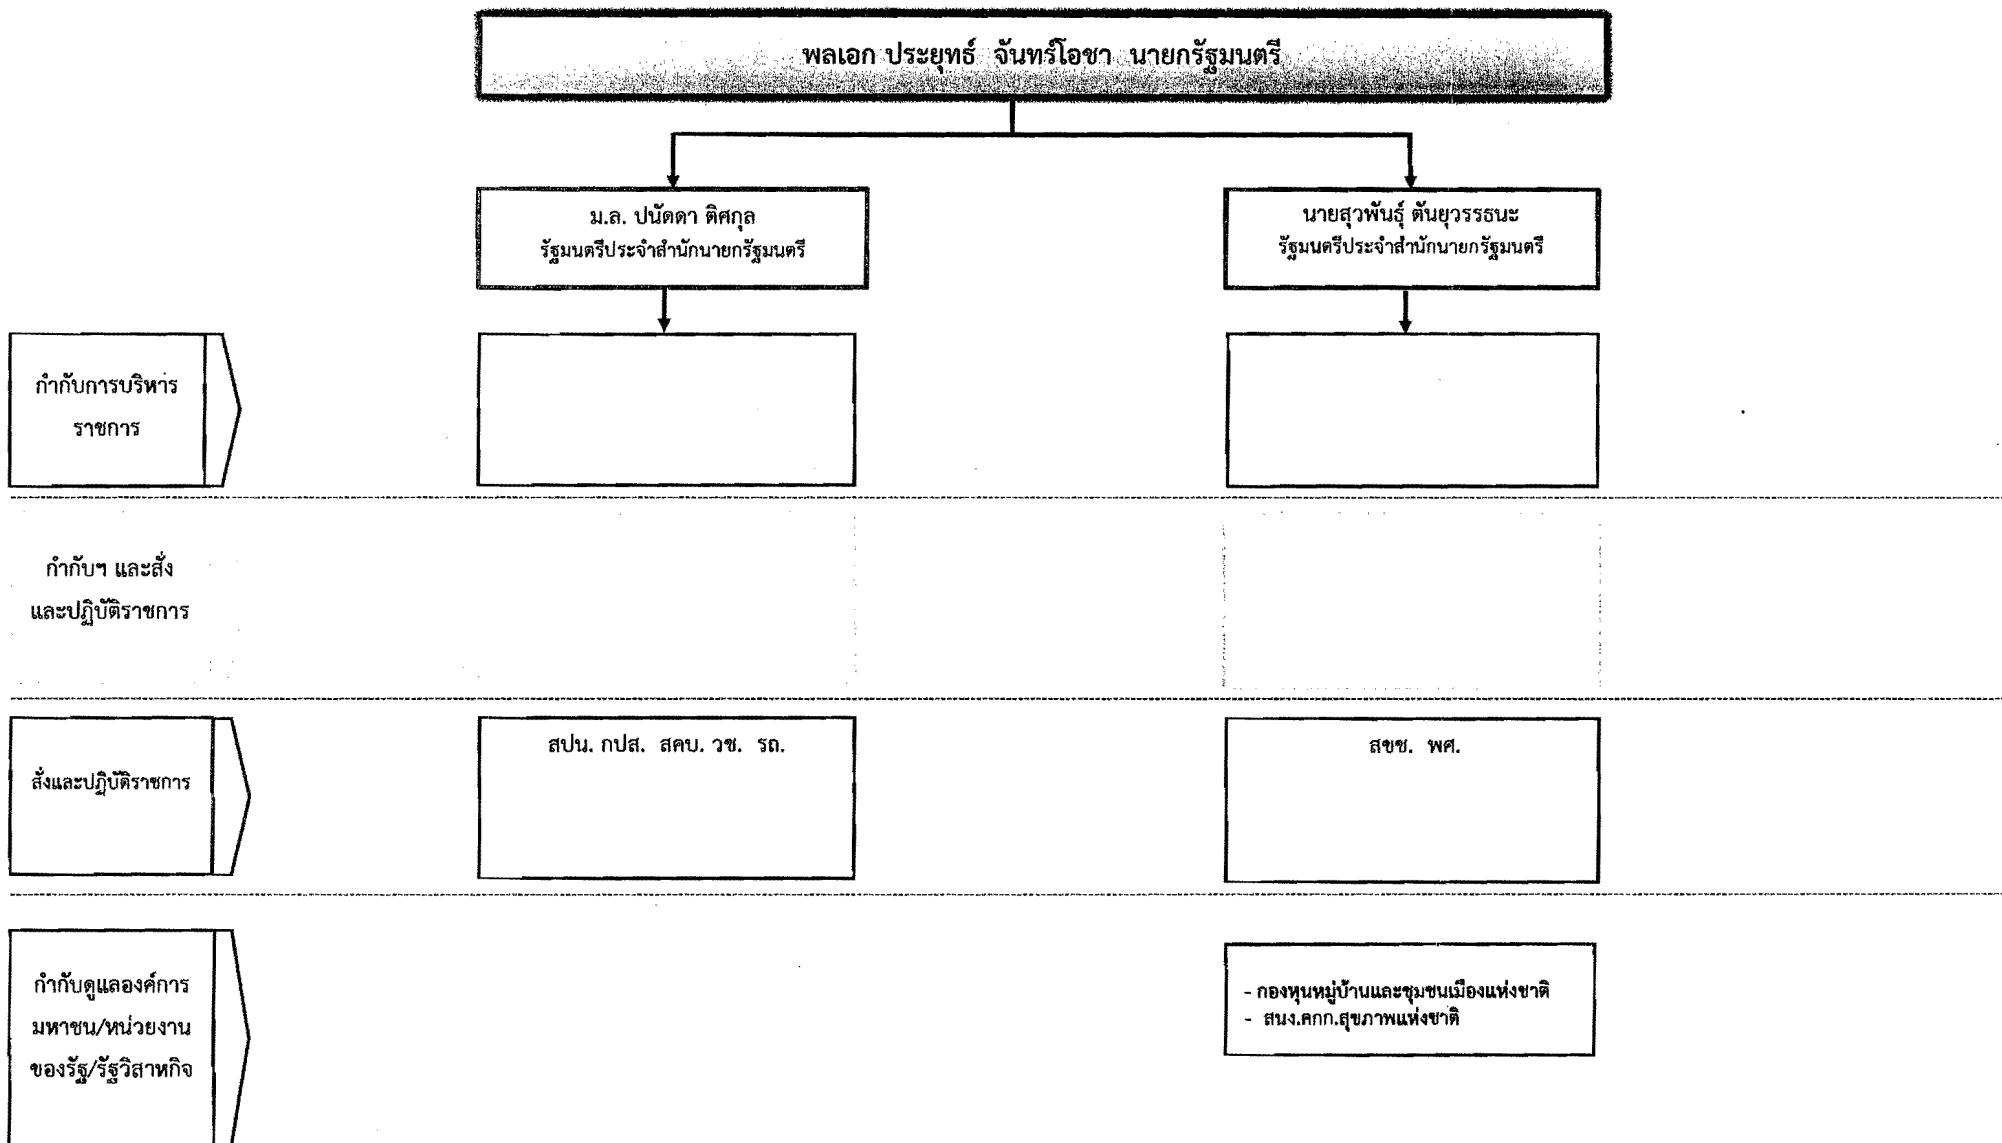 พลเอก ประยุทธ์ จันทร์โอชา นายกรัฐมนตรี
ม.ล. ปนัดดา ดิศกุล
รัฐมนตรีประจำสำนักนายกรัฐมนตรี
นายสุวพันธุ์ ตันยุวรรธนะ
รัฐมนตรีประจำสำนักนายกรัฐมนตรี
กำกับการบริหาร
ราชการ
กำกับฯ และสั่ง
และปฏิบัติราชการ
สั่งและปฏิบัติราชการ
สปน. กปส. สคบ. วช. รถ.
สขช. พศ.
กำกับดูแลองค์การ
มหาชน/หน่วยงาน
ของรัฐ/รัฐวิสาหกิจ
- กองทุนหมู่บ้านและชุมชนเมืองแห่งชาติ
- สนง.คกก.สุขภาพแห่งชาติ